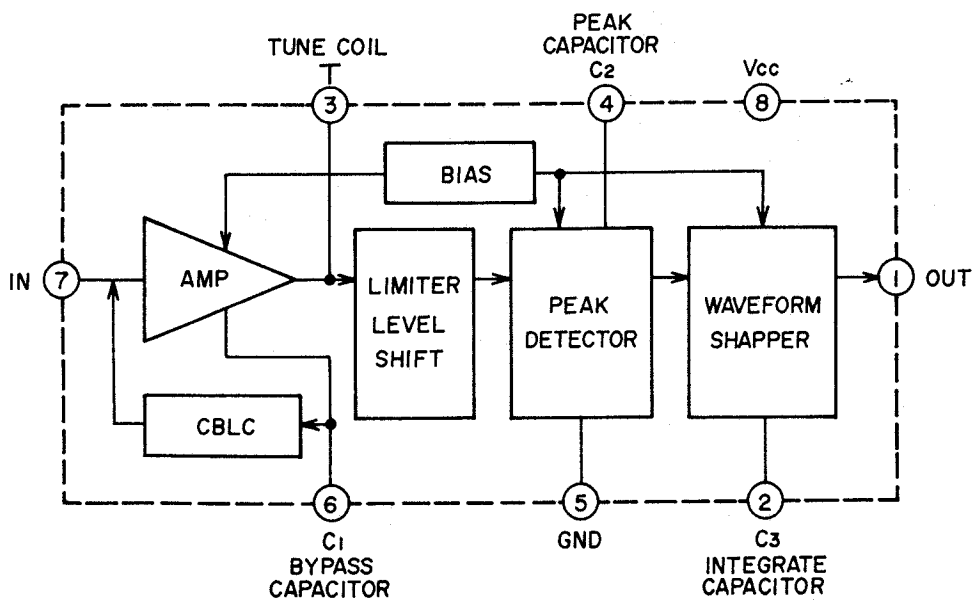 TUNE COIL
3
PEAK
CAPACITOR
C2
4
Vcc
8
BIAS
IN
7
AMP
LIMITER
LEVEL
SHIFT
PEAK
DETECTOR
WAVEFORM
SHAPPER
1
OUT
CBLC
6
C1
BYPASS
CAPACITOR
5
GND
2
C3
INTEGRATE
CAPACITOR